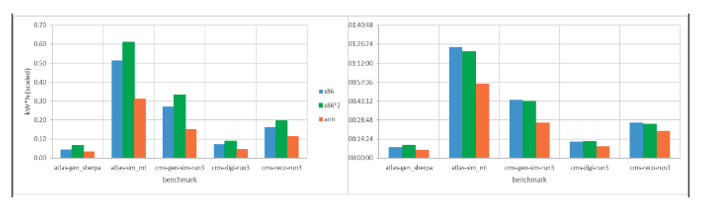 0.70
0.60
0.50
0.40
0.30
0.20
0.10
0.00
kW*h (scaled)
atlas-gen_sherpa atlas-sim_mt cms-gen-sim-run3 cms-digi-run3 cms-reco-run3
benchmark
x86
x86*2
arm
01:40:48
01:26:24
01:12:00
00:57:36
00:43:12
00:28:48
00:14:24
00:00:00
atlas-gen_sherpa atlas-sim_mt cms-gen-sim-run3 cms-digi-run3 cms-reco-run3
benchmark